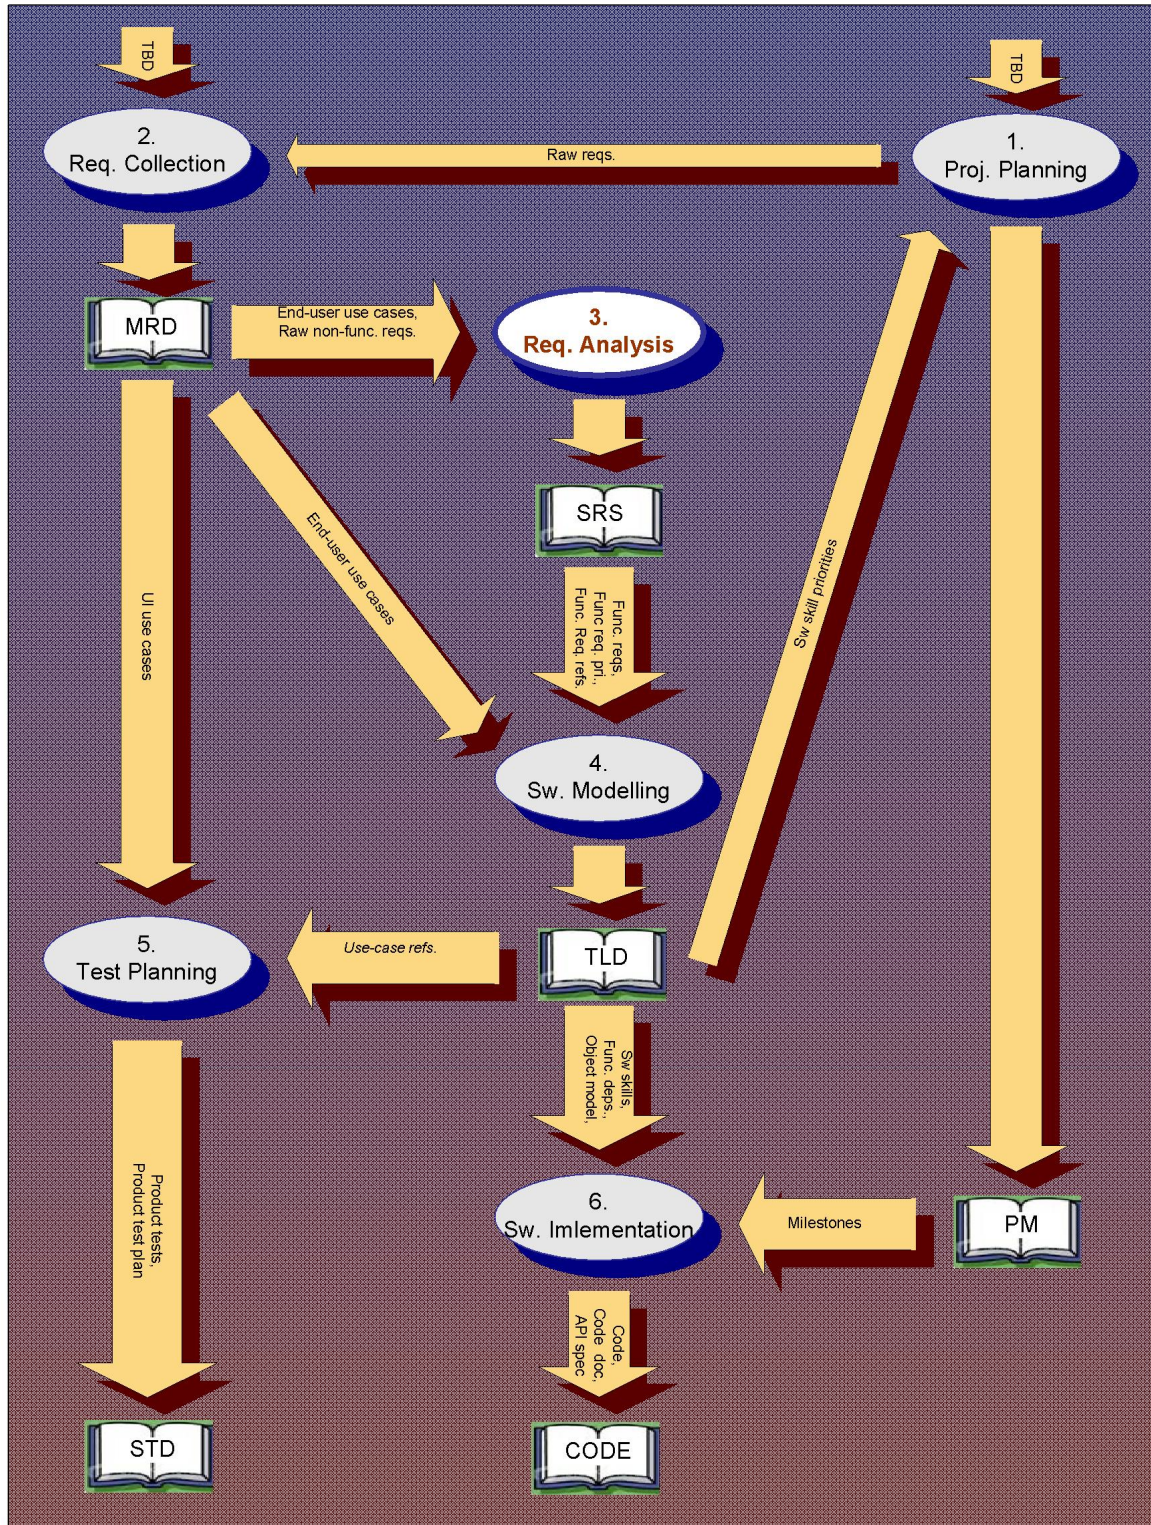 TBD
TBD
2.
Req. Collection
Raw reqs.
1.
Proj. Planning
MRD
End-user use cases,
Raw non-func. reqs.
3.
Req. Analysis
SRS
End-user use cases
UI use cases
Func. reqs,
Func req. pri.,
Func. Req. refs.
Sw skill priorities
4.
Sw. Modelling
5.
Test Planning
Use-case refs.
TLD
Sw skills,
Func. deps.,
Object model,
Product tests,
Product test plan
6.
Sw. Imlementation
Milestones
PM
Code,
Code doc,
API spec
STD
CODE